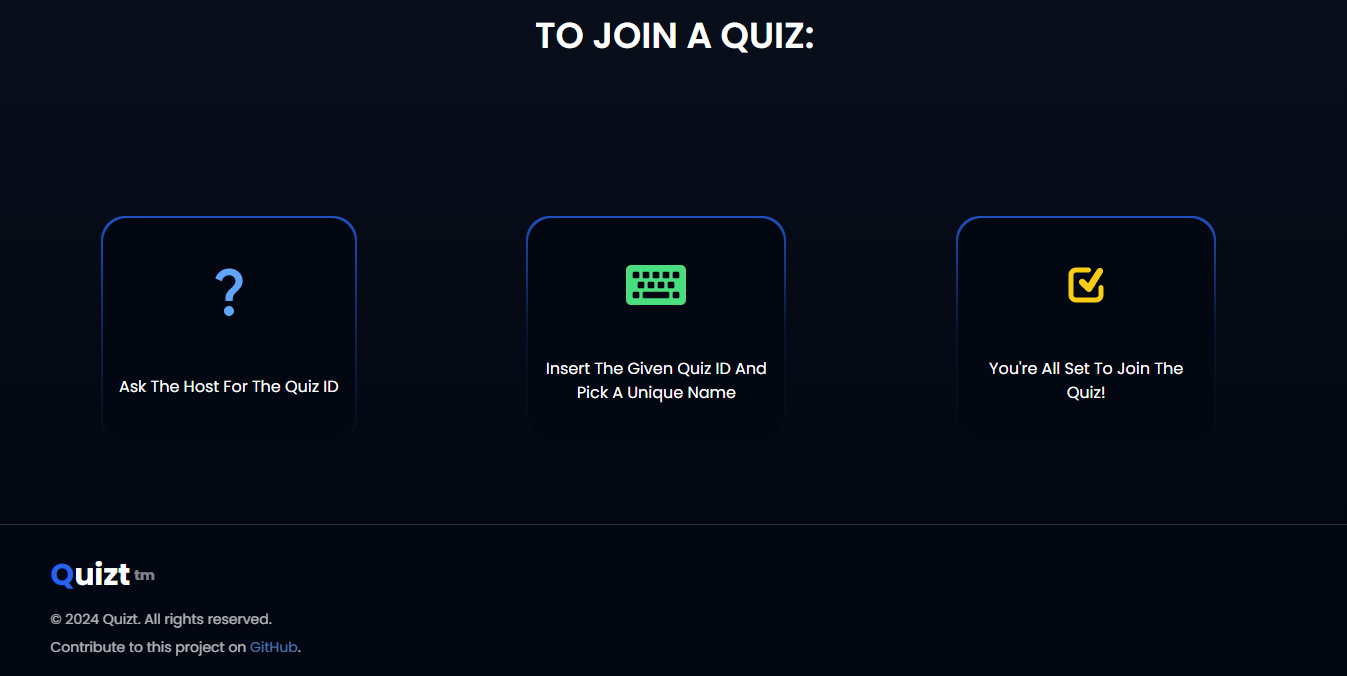 TO JOIN A QUIZ:
?
Ask The Host For The Quiz ID
Insert The Given Quiz ID And
Pick A Unique Name
You're All Set To Join The
Quiz!
Quizt tm
© 2024 Quizt. All rights reserved.
Contribute to this project on GitHub.